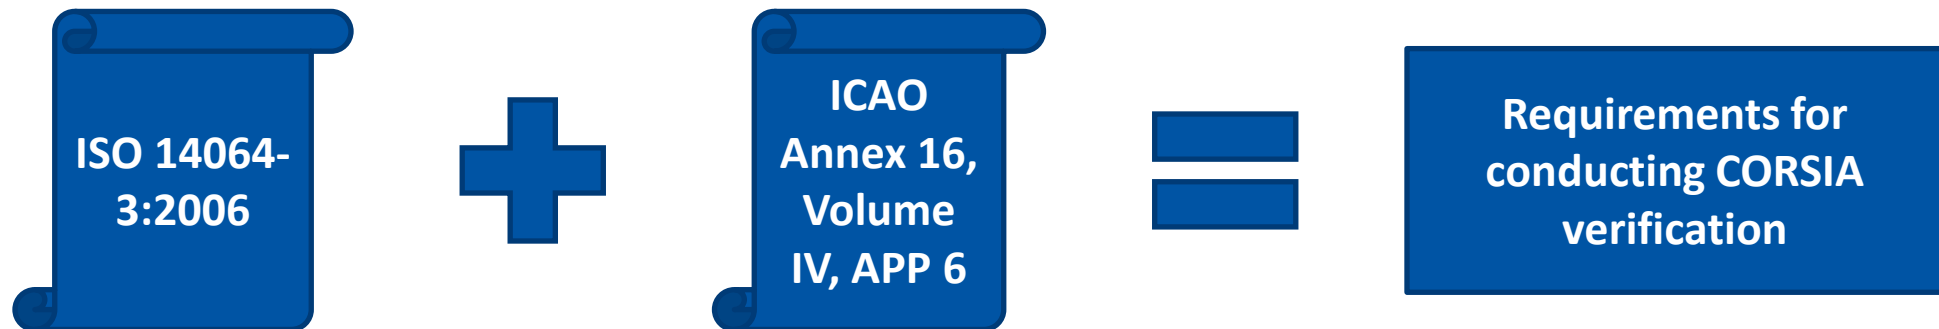 ISO 14064-
3:2006
ICAO
Annex 16,
Volume
IV, APP 6
Requirements for
conducting CORSIA
verification